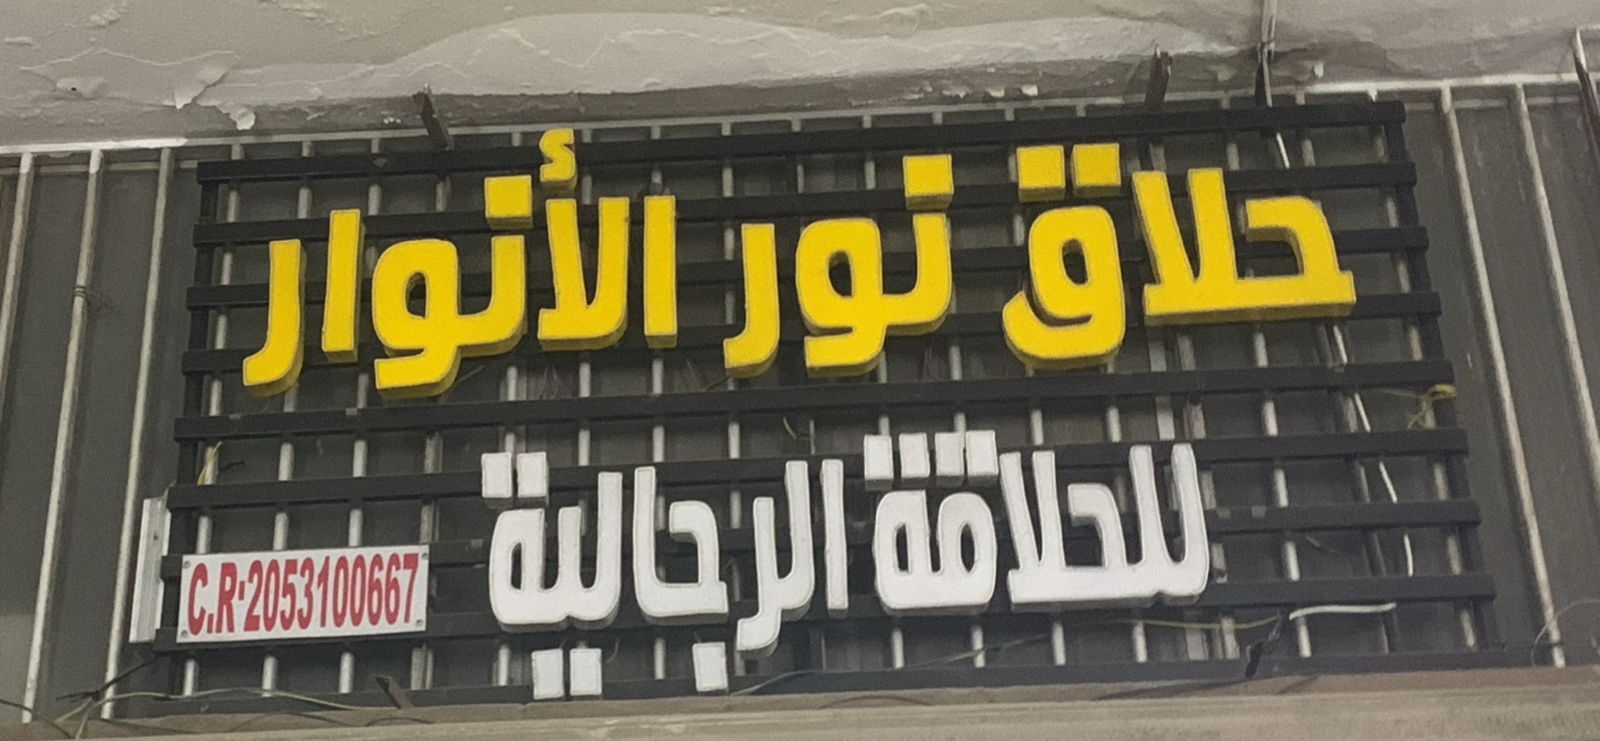 حلاق نور الأنوار
للحلاقة الرجالية
C.R-2053100667